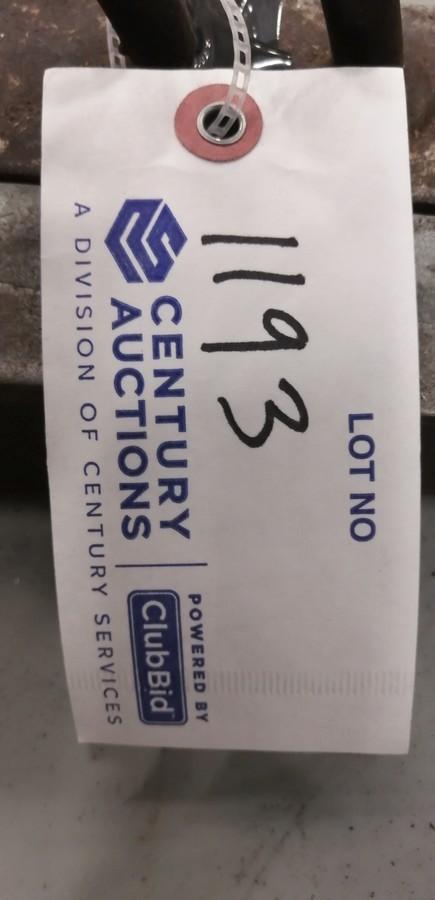 LOT NO
1193
CENTURY
AUCTIONS
POWERED BY
ClubBid
A DIVISION OF CENTURY SERVICES